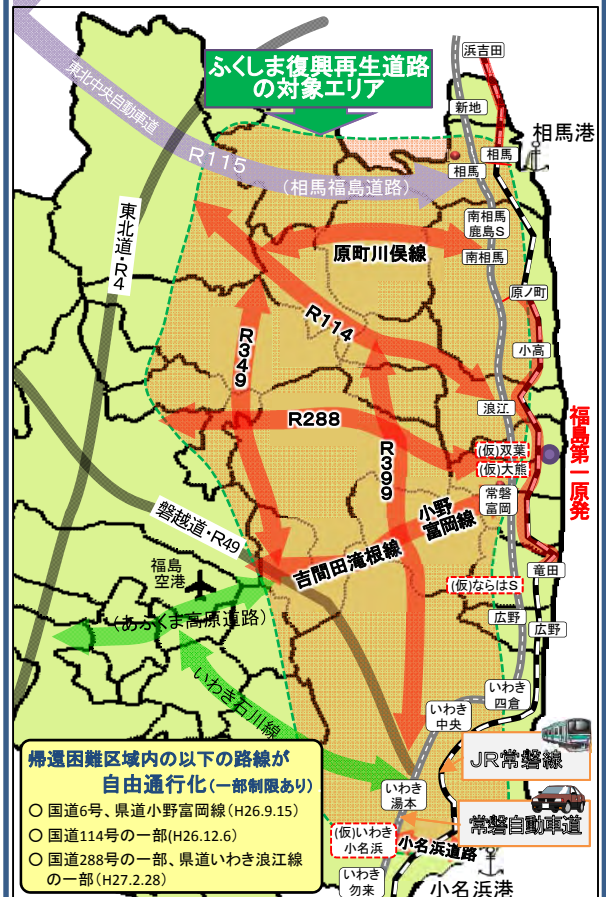 ふくしま復興再生道路
の対象エリア
浜吉田
新地
相馬港
相馬
相馬
東北中央自動車道
R115
(相馬福島道路)
東北道・R4
南相馬
鹿島S
南相馬
原町川俣線
原ノ町
R114
小高
R349
浪江
R288
R399
福島第一原発
(仮)双葉
(仮)大熊
常磐
富岡
小野
富岡線
磐越道・R49
吉間田滝根線
竜田
福島
空港
(仮)ならはS
(あぶくま高原道路)
広野
広野
いわき石川線
いわき
四倉
いわき
中央
JR常磐線
帰還困難区域内の以下の路線が
自由通行化(一部制限あり)
○ 国道6号、県道小野富岡線(H26.9.15)
○ 国道114号の一部(H26.12.6)
○ 国道288号の一部、県道いわき浪江線
の一部(H27.2.28)
いわき
湯本
常磐自動車道
(仮)いわき
小名浜
小名浜道路
いわき
勿来
小名浜港